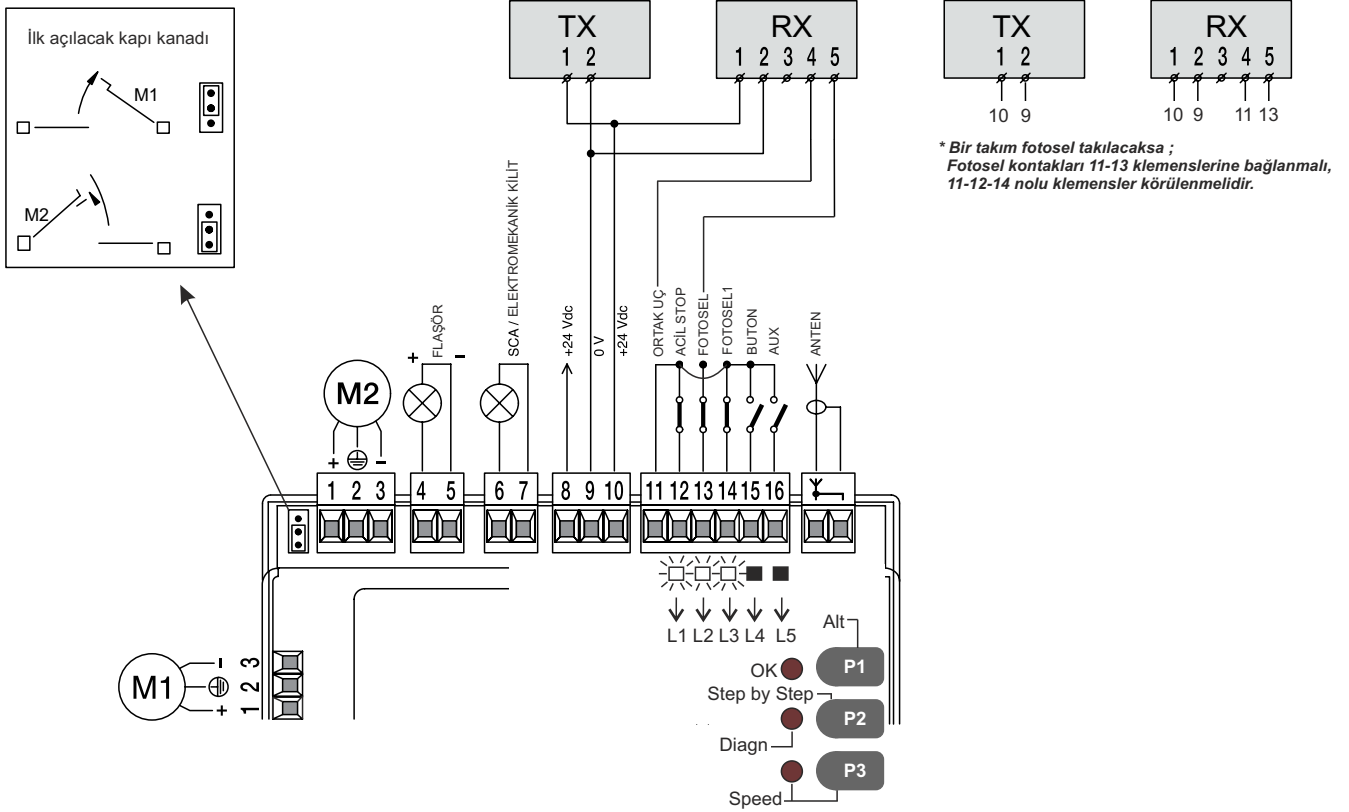 İlk açılacak kapı kanadı
M1
M2
TX
1 2
RX
1 2 3 4 5
TX
1 2
10 9
RX
1 2 3 4 5
10 9 11 13
* Bir takım fotosel takılacaksa ;
Fotosel kontakları 11-13 klemenslerine bağlanmalı,
11-12-14 nolu klemensler körülenmelidir.
M2
+ -
+ FLAŞÖR -
SCA / ELEKTROMEKANİK KİLİT
+24 Vdc
0 V
+24 Vdc
ORTAK UÇ
ACİL STOP
FOTOSEL
FOTOSEL1
BUTON
AUX
ANTEN
1 2 3 4 5 6 7 8 9 10 11 12 13 14 15 16
L1 L2 L3 L4 L5
Alt
OK P1
Step by Step
P2
Diagn
P3
Speed
M1
- 3
2
+ 1